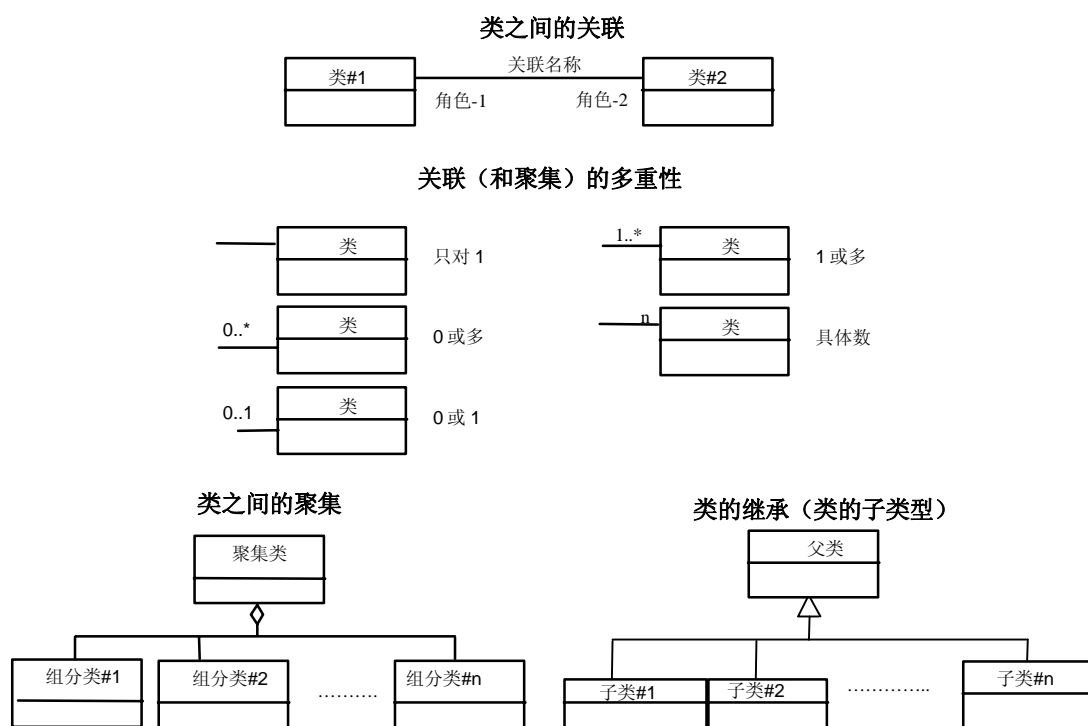 类之间的关联
类#1
关联名称
类#2
角色-1
角色-2
关联（和聚集）的多重性
类
只对 1
1..*
类
1 或多
0..*
类
0 或多
n
类
具体数
0..1
类
0 或 1
类之间的聚集
聚集类
组分类#1
组分类#2
..........
组分类#n
类的继承（类的子类型）
父类
子类#1
子类#2
.............
子类#n